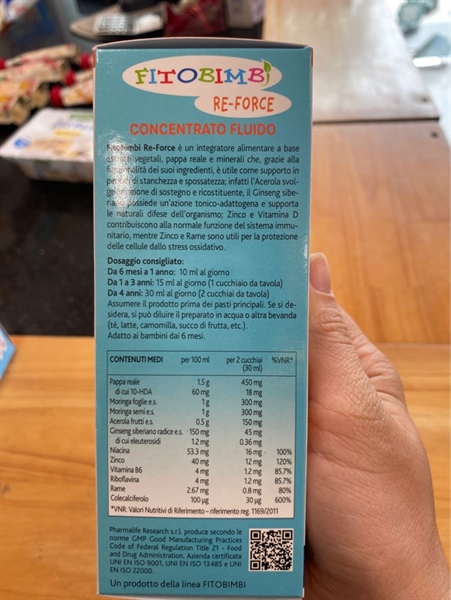 FITOBIMBI
RE-FORCE
CONCENTRATO FLUIDO
Fitobimbi Re-Force è un integratore alimentare a base
estratti vegetali, pappa reale e minerali che, grazie alla
funzionalità dei suoi ingredienti, è utile come supporto in
periodi di stanchezza e spossatezza; infatti l'Acerola svol-
ge azione di sostegno e ricostituente, il Ginseng sibe-
riano possiede un'azione tonico-adattogena e supporta
le naturali difese dell'organismo; Zinco e Vitamina D
contribuiscono alla normale funzione del sistema immu-
nitario, mentre Zinco e Rame sono utili per la protezione
delle cellule dallo stress ossidativo.
Dosaggio consigliato:
Da 6 mesi a 1 anno: 10 ml al giorno
Da 1 a 3 anni: 15 ml al giorno (1 cucchiaio da tavola)
Da 4 anni: 30 ml al giorno (2 cucchiai da tavola)
Assumere il prodotto prima dei pasti principali. Se si de-
sidera, si può diluire il preparato in acqua o altra bevanda
(tè, latte, camomilla, succo di frutta, etc.).
Adatto ai bambini dai 6 mesi.
CONTENUTI MEDI per 100 ml per 2 cucchiai %VNR*
(30 ml)
Pappa reale 1.5 g 450 mg
di cui 10-HDA 60 mg 18 mg
Moringa foglie e.s. 1 g 300 mg
Moringa semi e.s. 1 g 300 mg
Acerola frutti e.s. 0.5 g 150 mg
Ginseng siberiano radice e.s. 150 mg 45 mg
di cui eleuterosidi 1.2 mg 0.36 mg
Niacina 53.3 mg 16 mg 100%
Zinco 40 mg 12 mg 120%
Vitamina B6 4 mg 1.2 mg 85.7%
Riboflavina 4 mg 1.2 mg 85.7%
Rame 2.67 mg 0.8 mg 80%
Colecalciferolo 100 µg 30 µg 600%
*VNR: Valori Nutritivi di Riferimento – riferimento reg. 1169/2011
Pharmalife Research s.r.l. produce secondo le
norme GMP Good Manufacturing Practices
Code of Federal Regulation Title 21 - Food
and Drug Administration. Azienda certificata
UNI EN ISO 9001, UNI EN ISO 13485 e UNI
EN ISO 22000.
Un prodotto della linea FITOBIMBI